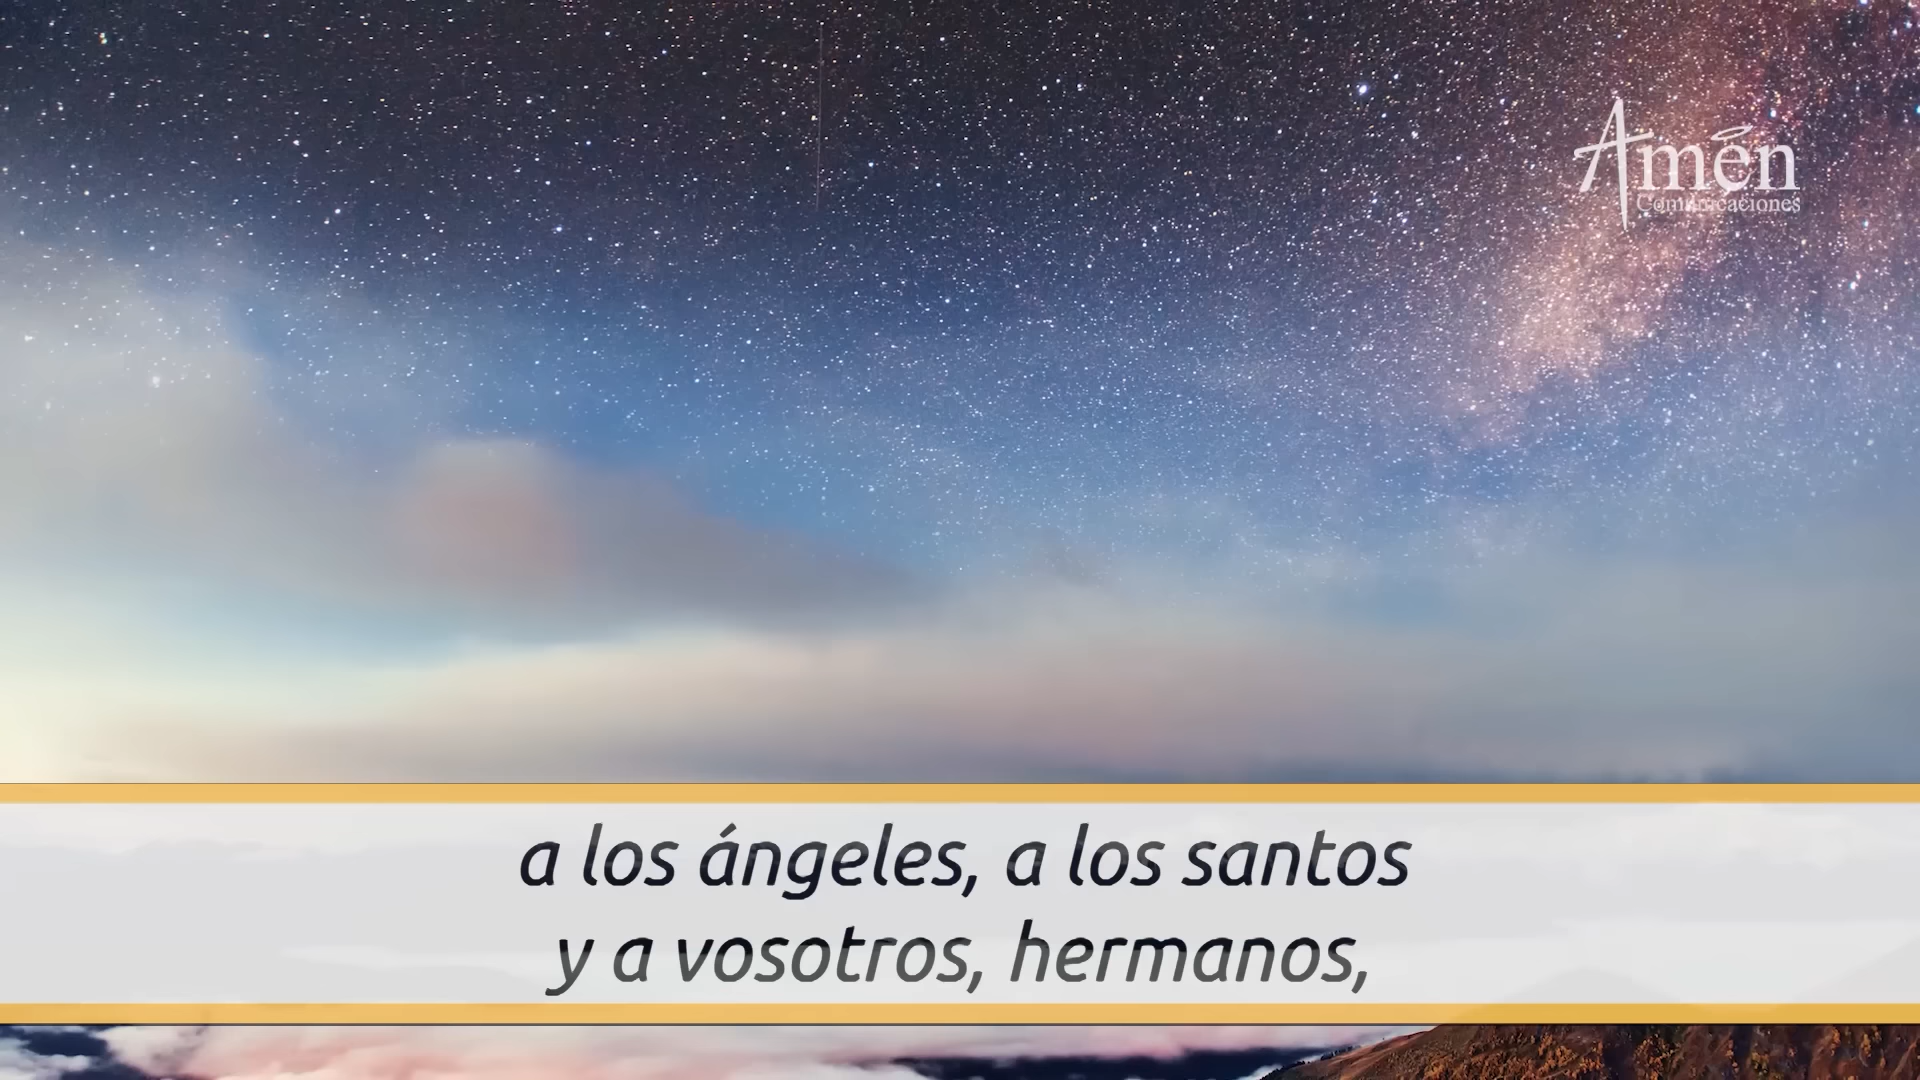 Amén
Comunicaciones
a los ángeles, a los santos
y a vosotros, hermanos,